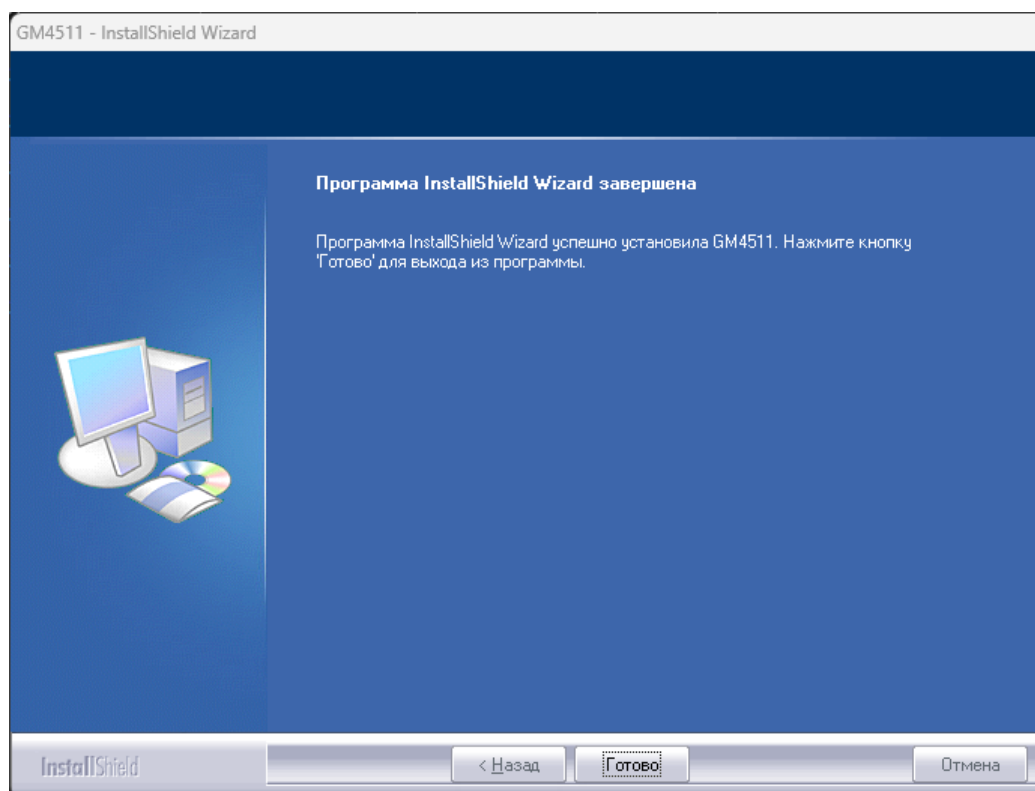 GM4511 - InstallShield Wizard
Программа InstallShield Wizard завершена
Программа InstallShield Wizard успешно установила GM4511. Нажмите кнопку
'Готово' для выхода из программы.
InstallShield
< Назад
Готово
Отмена